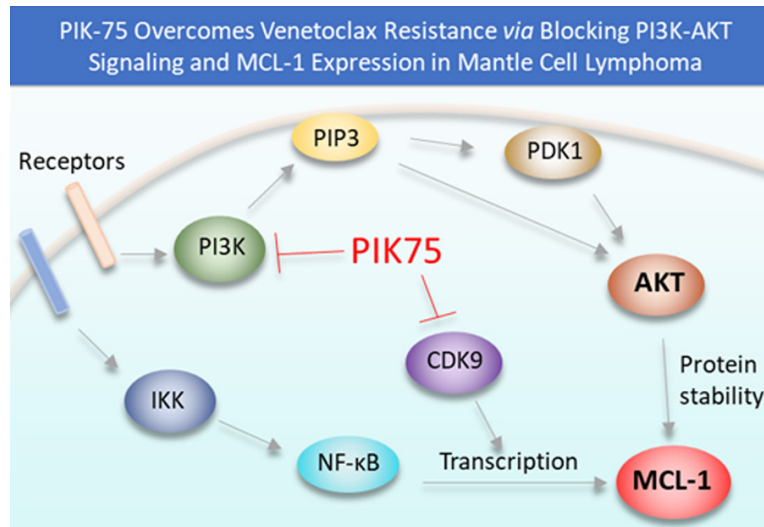 PIK-75 Overcomes Venetoclax Resistance via Blocking PI3K-AKT
Signaling and MCL-1 Expression in Mantle Cell Lymphoma
PIP3
PDK1
Receptors
PI3K
PIK75
AKT
CDK9
Protein
stability
IKK
NF-κB
Transcription
MCL-1